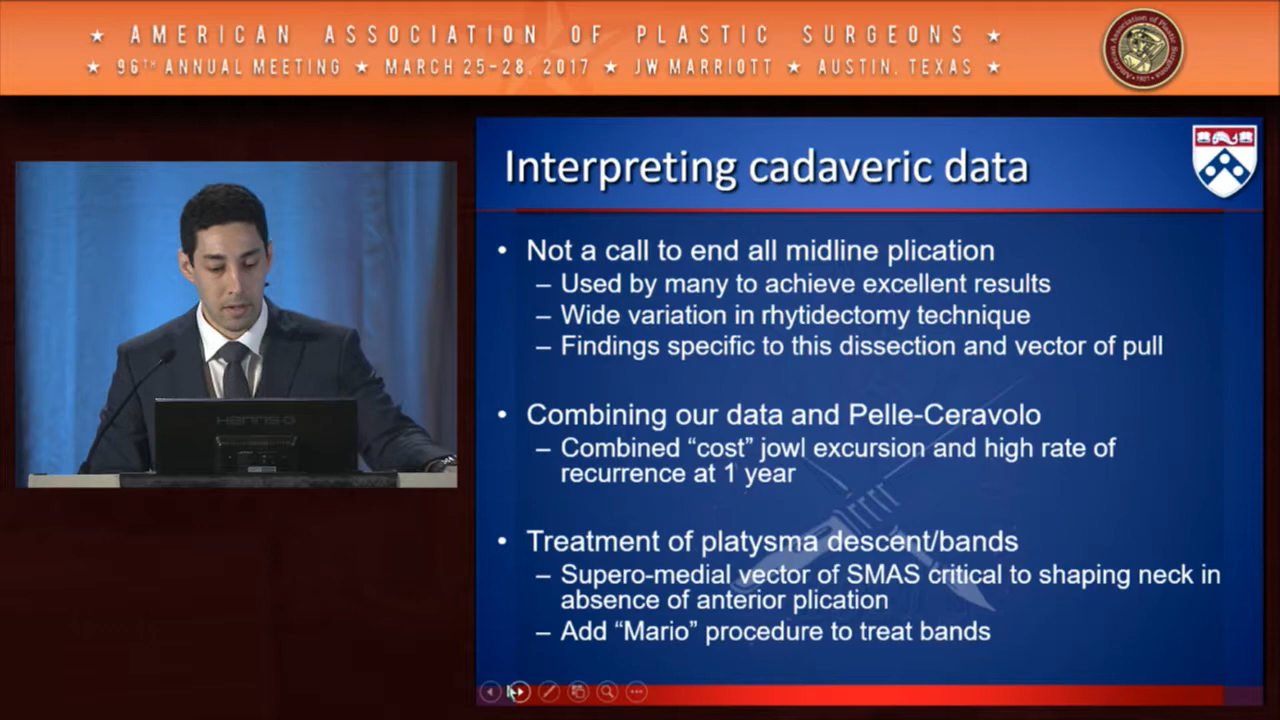 ★ AMERICAN ASSOCIATION OF PLASTIC SURGEONS ★
★ 96TH ANNUAL MEETING ★ MARCH 25-28, 2017 ★ JW MARRIOTT ★ AUSTIN, TEXAS ★
Interpreting cadaveric data
• Not a call to end all midline plication
– Used by many to achieve excellent results
– Wide variation in rhytidectomy technique
– Findings specific to this dissection and vector of pull
• Combining our data and Pelle-Ceravolo
– Combined “cost” jowl excursion and high rate of
recurrence at 1 year
• Treatment of platysma descent/bands
– Supero-medial vector of SMAS critical to shaping neck in
absence of anterior plication
– Add “Mario” procedure to treat bands